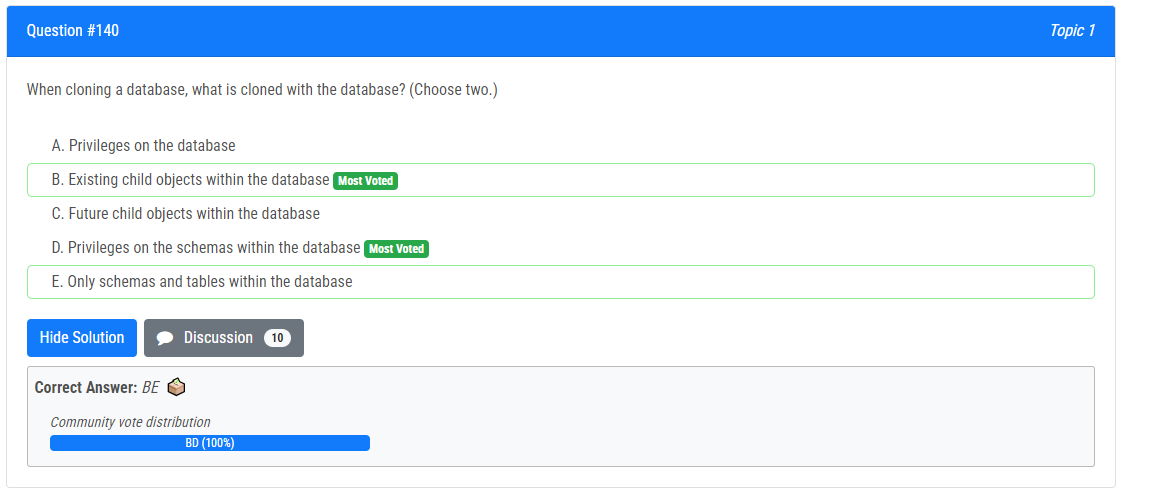 Question #140
Topic 1
When cloning a database, what is cloned with the database? (Choose two.)
A. Privileges on the database
B. Existing child objects within the database Most Voted
C. Future child objects within the database
D. Privileges on the schemas within the database Most Voted
E. Only schemas and tables within the database
Hide Solution
Discussion 10
Correct Answer: BE
Community vote distribution
BD (100%)